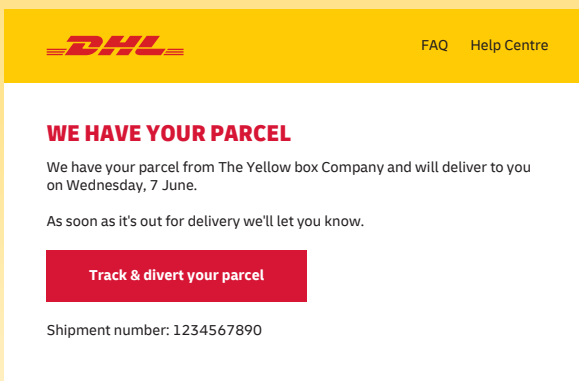 DHL
FAQ Help Centre
WE HAVE YOUR PARCEL
We have your parcel from The Yellow box Company and will deliver to you
on Wednesday, 7 June.
As soon as it's out for delivery we'll let you know.
Track & divert your parcel
Shipment number: 1234567890